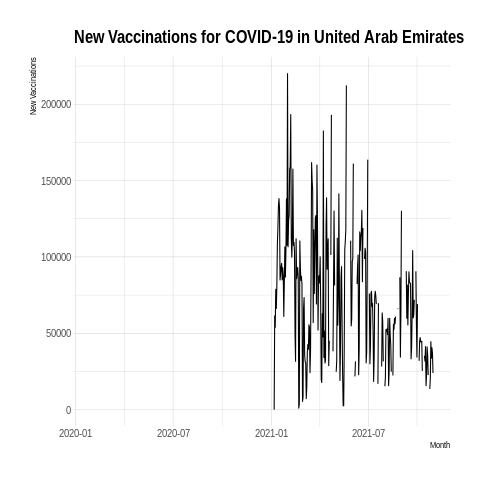 New Vaccinations for COVID-19 in United Arab Emirates
New Vaccinations
200000
150000
100000
50000
0
2020-01 2020-07 2021-01 2021-07
Month